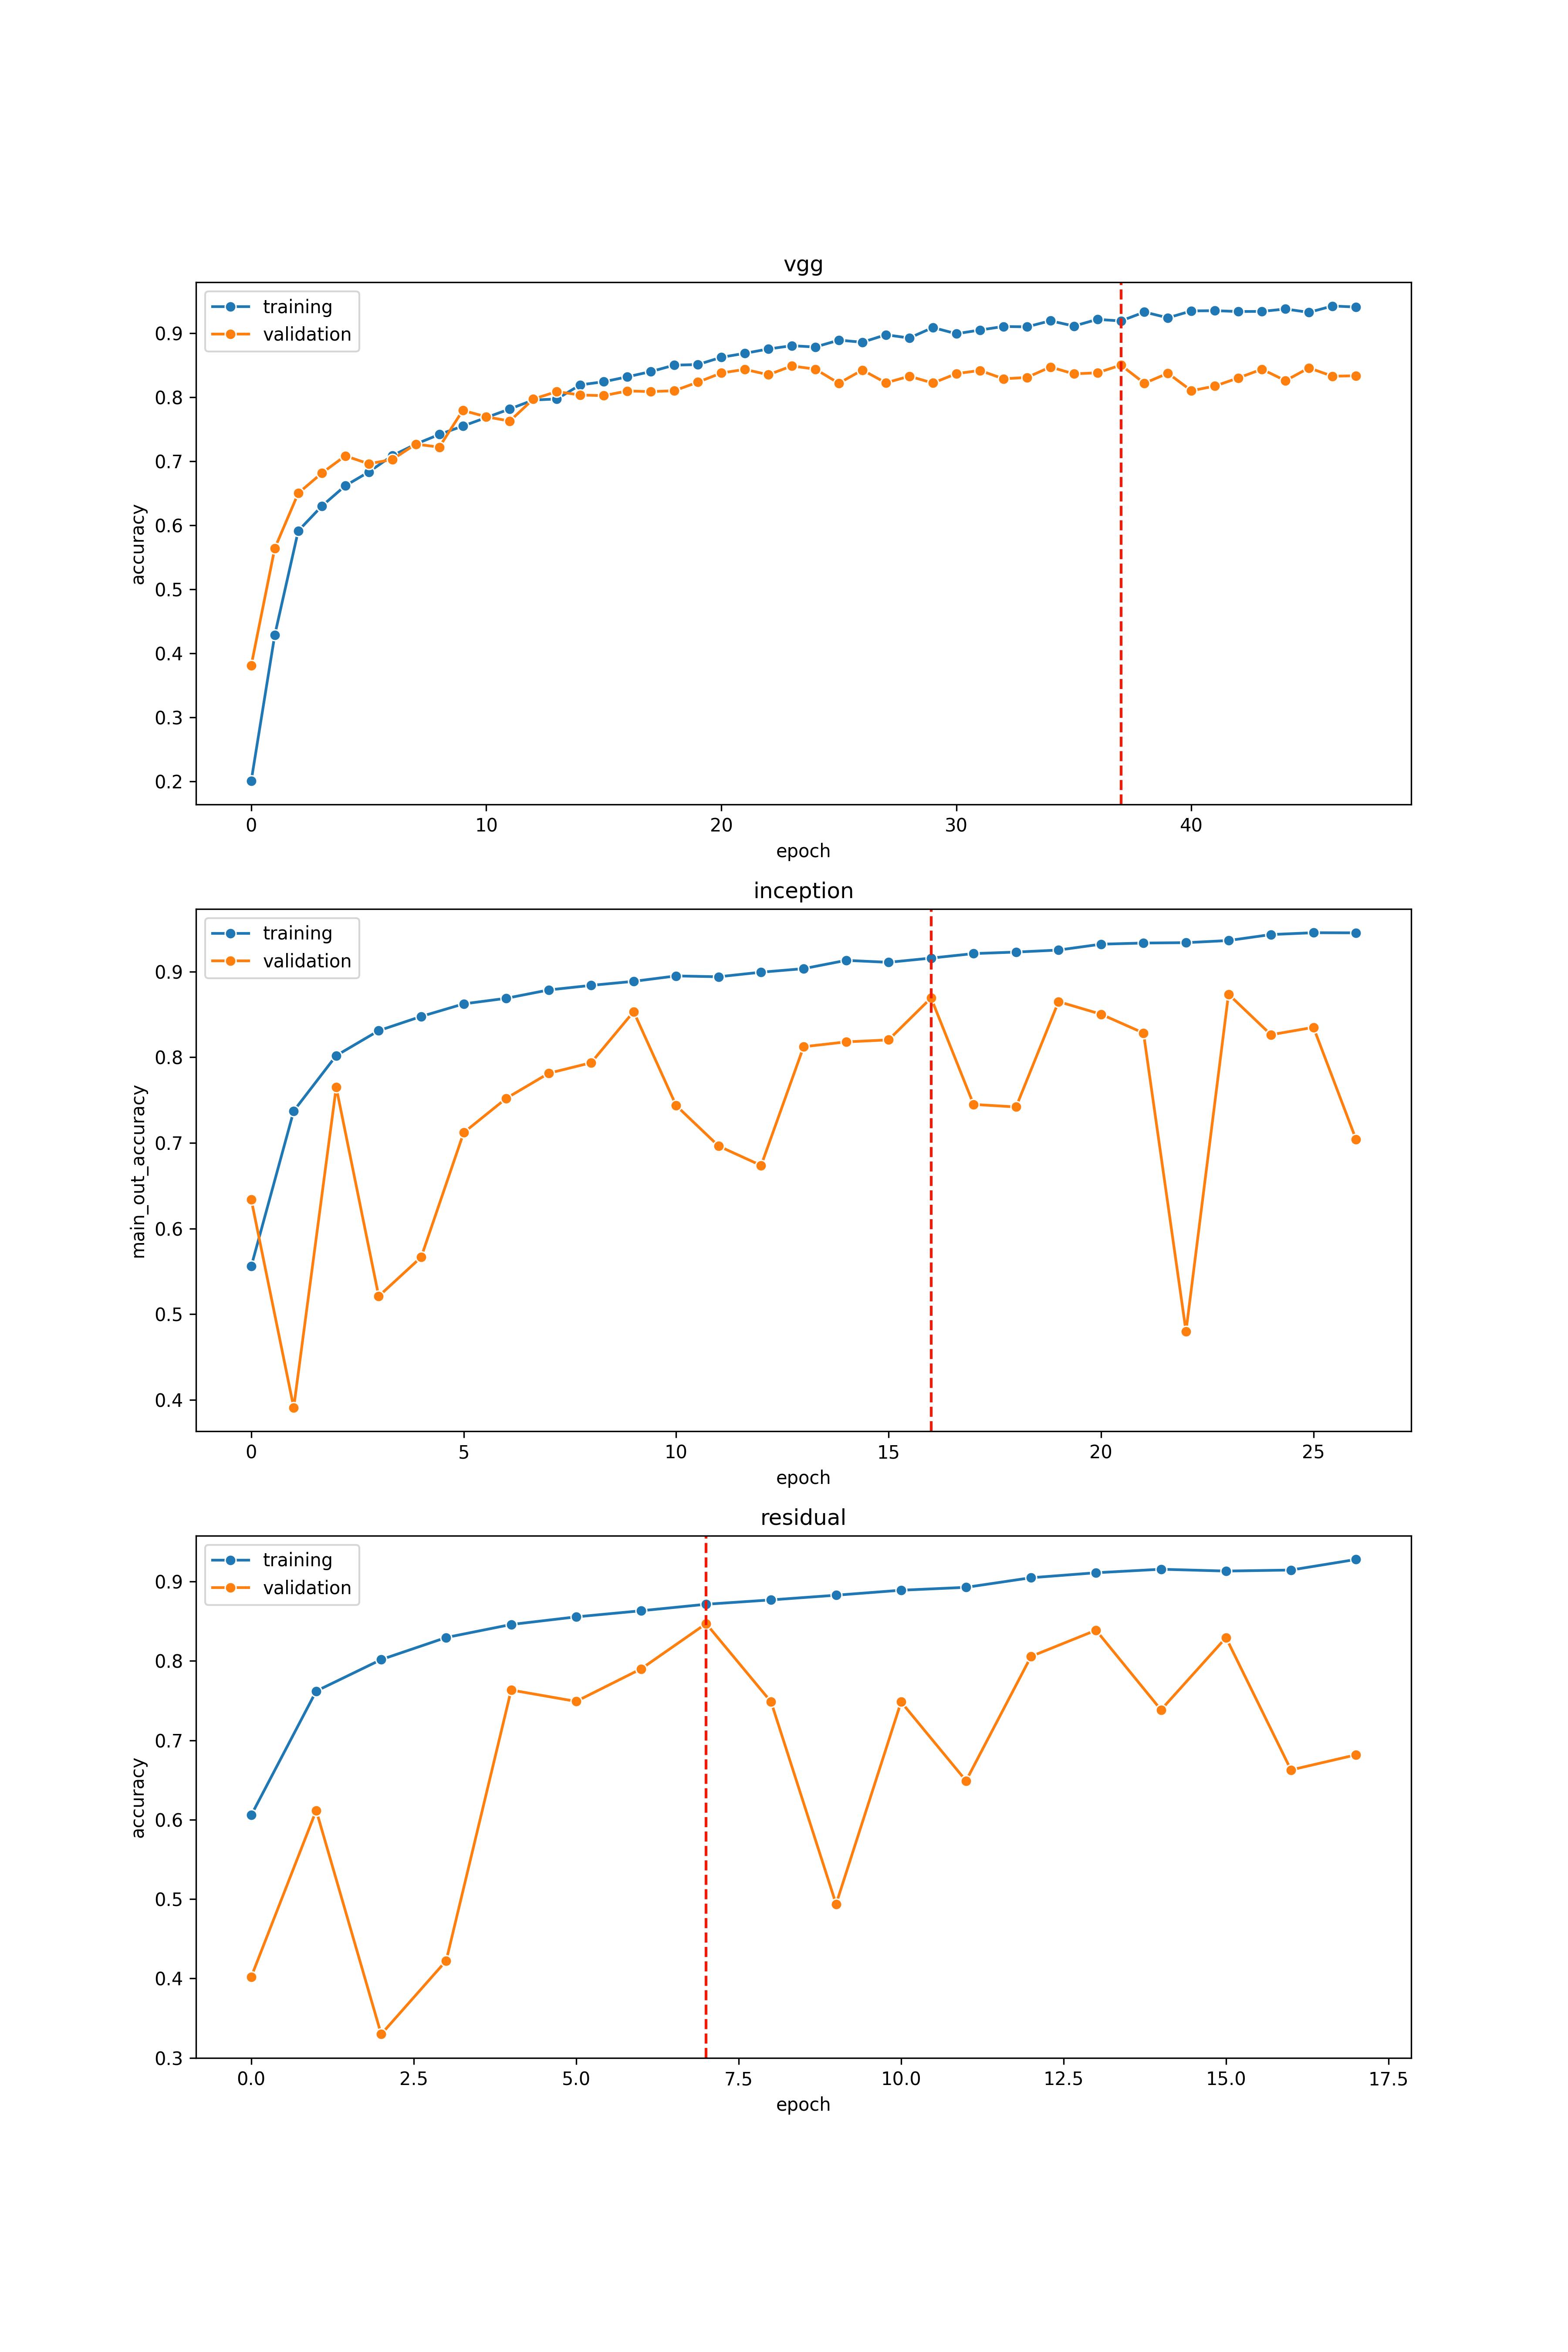 vgg
training
validation
accuracy
0.9
0.8
0.7
0.6
0.5
0.4
0.3
0.2
0 10 20 30 40
epoch
inception
training
validation
main_out_accuracy
0.9
0.8
0.7
0.6
0.5
0.4
0 5 10 15 20 25
epoch
residual
training
validation
accuracy
0.9
0.8
0.7
0.6
0.5
0.4
0.3
0.0 2.5 5.0 7.5 10.0 12.5 15.0 17.5
epoch